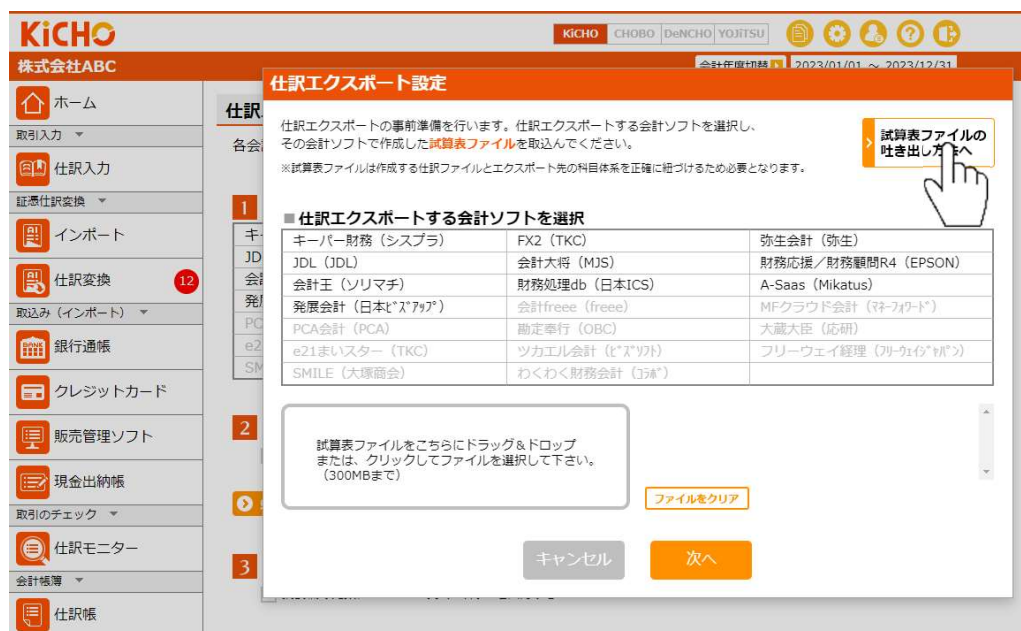 KiCHO
KiCHO CHOBO DeNCHO YOJiTSU
株式会社ABC
会計年度切替 2023/01/01 ～ 2023/12/31
ホーム
取引入力
仕訳入力
証憑仕訳変換
インポート
仕訳変換
12
取込み（インポート）
銀行通帳
クレジットカード
販売管理ソフト
現金出納帳
取引のチェック
仕訳モニター
会計帳簿
仕訳帳
仕訳
各会
1
キー
JD
会
発
PC
e2
SM
2
3
仕訳エクスポート設定
仕訳エクスポートの事前準備を行います。仕訳エクスポートする会計ソフトを選択し、
その会計ソフトで作成した試算表ファイルを取込んでください。
※試算表ファイルは作成する仕訳ファイルとエクスポート先の科目体系を正確に紐づけるため必要となります。
試算表ファイルの
吐き出し方法へ
■仕訳エクスポートする会計ソフトを選択
キーパー財務（シスプラ） FX2（TKC） 弥生会計（弥生）
JDL（JDL） 会計大将（MJS） 財務応援／財務顧問R4（EPSON）
会計王（ソリマチ） 財務処理db（日本ICS） A-Saas（Mikatus）
発展会計（日本ﾋﾞｽﾞｱｯﾌﾟ） 会計freee（freee） MFクラウド会計（ﾏﾈｰﾌｫﾜｰﾄﾞ）
PCA会計（PCA） 勘定奉行（OBC） 大蔵大臣（応研）
e21まいスター（TKC） ツカエル会計（ﾋﾞｽﾞｿﾌﾄ） フリーウェイ経理（ﾌﾘｰｳｪｲｼﾞｬﾊﾟﾝ）
SMILE（大塚商会） わくわく財務会計（ｺﾗﾎﾞ）
試算表ファイルをこちらにドラッグ＆ドロップ
または、クリックしてファイルを選択して下さい。
（300MBまで）
ファイルをクリア
キャンセル 次へ